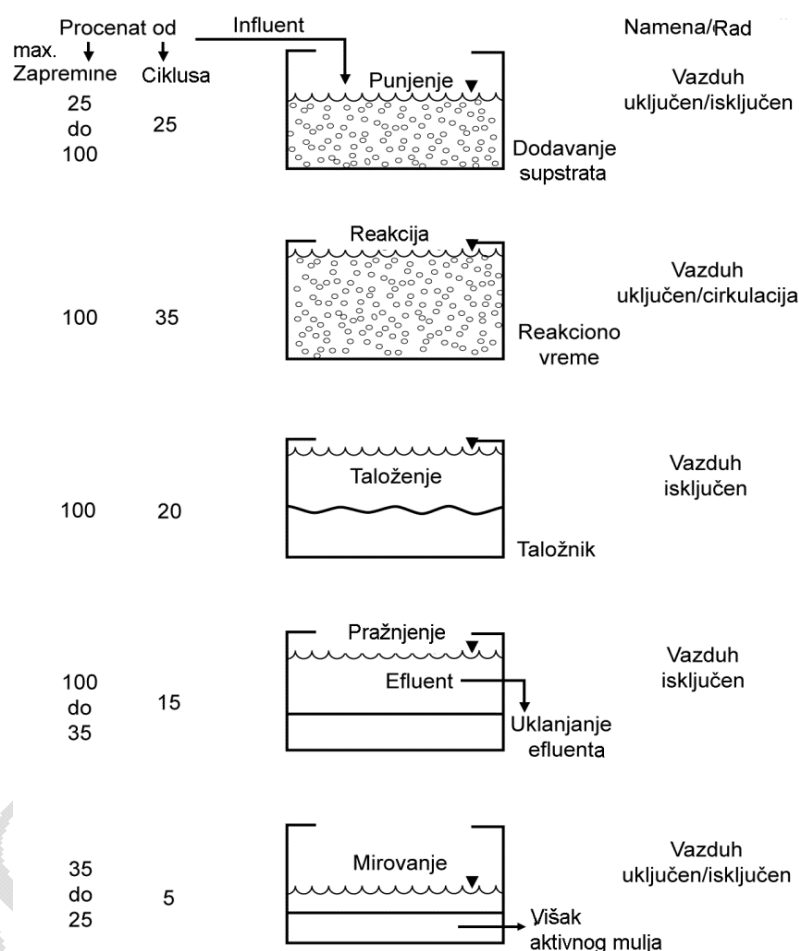 Procenat od
max.
Zapremine
Ciklusa
Influent
Namena/Rad
25
do
100
25
Punjenje
Dodavanje
supstrata
Vazduh
uključen/isključen
100
35
Reakcija
Reakciono
vreme
Vazduh
uključen/cirkulacija
100
20
Taloženje
Taložnik
Vazduh
isključen
100
do
35
15
Pražnjenje
Efluent
Uklanjanje
efluenta
Vazduh
isključen
35
do
25
5
Mirovanje
Višak
aktivnog mulja
Vazduh
uključen/isključen